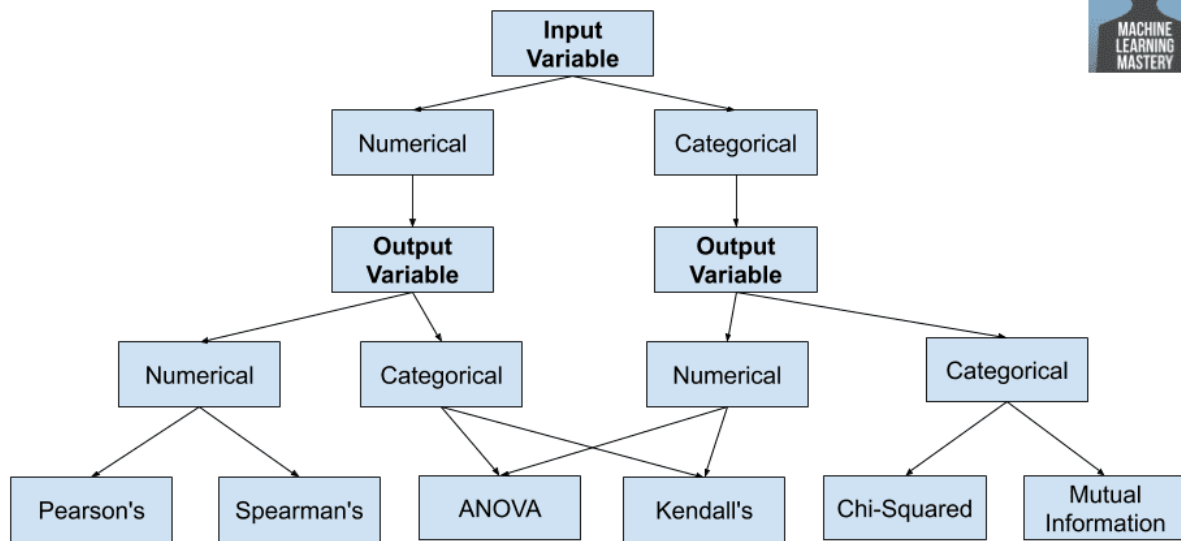 Input
Variable
MACHINE
LEARNING
MASTERY
Numerical
Categorical
Output
Variable
Output
Variable
Numerical
Categorical
Numerical
Categorical
Pearson's
Spearman's
ANOVA
Kendall's
Chi-Squared
Mutual
Information